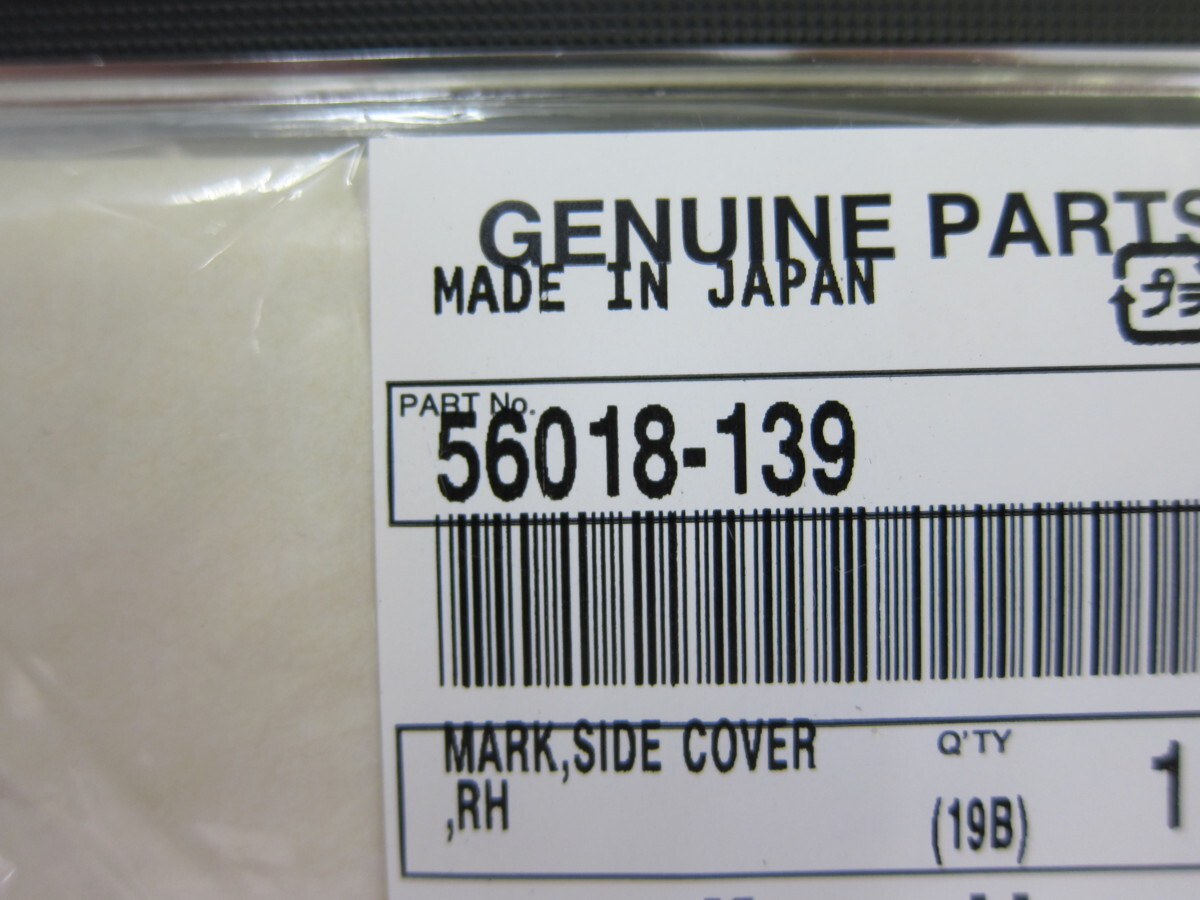 GENUINE PARTS
MADE IN JAPAN
プラ
PART No.
56018-139
MARK,SIDE COVER
,RH
Q'TY
1
(19B)